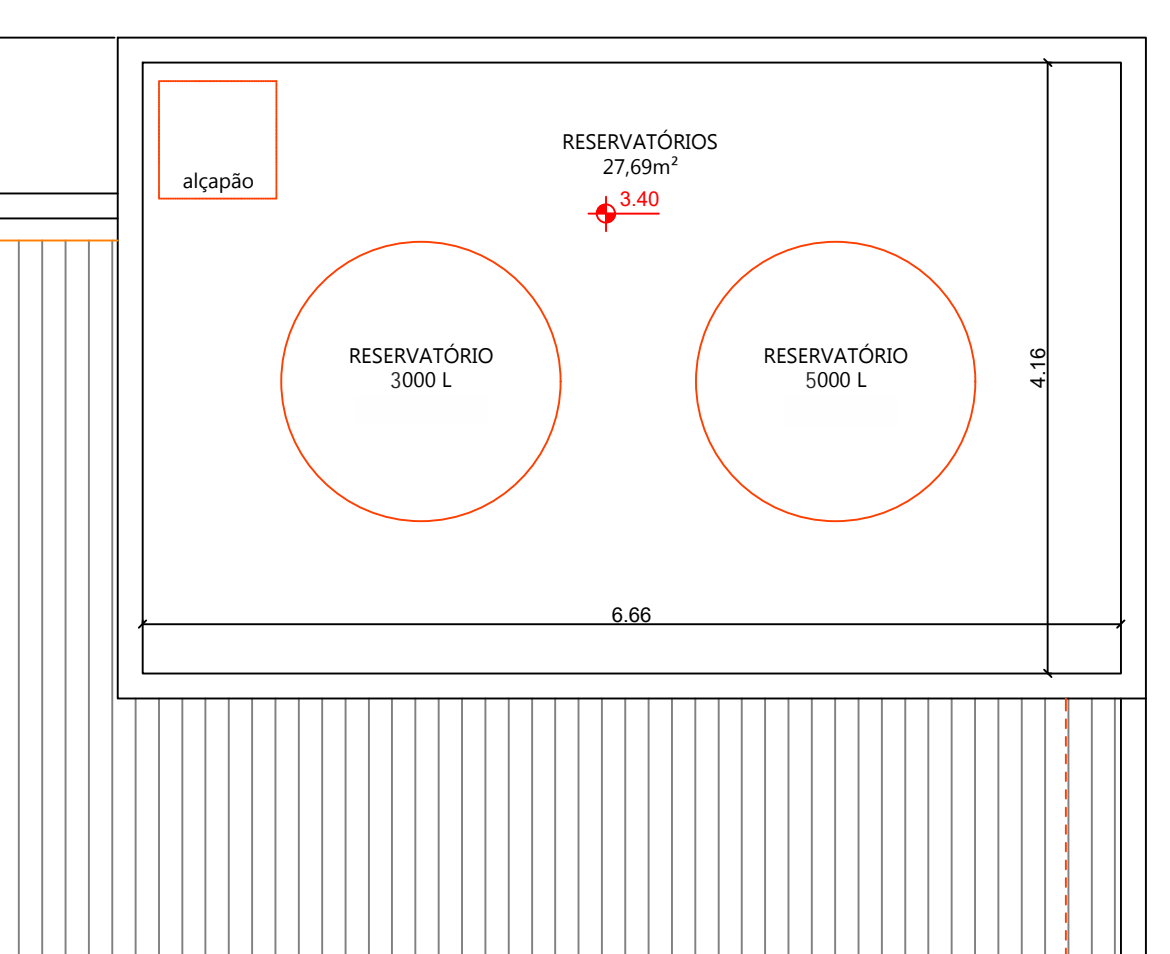 RESERVATÓRIOS
27,69m²
3.40
alçapão
RESERVATÓRIO
3000 L
RESERVATÓRIO
5000 L
4.16
6.66